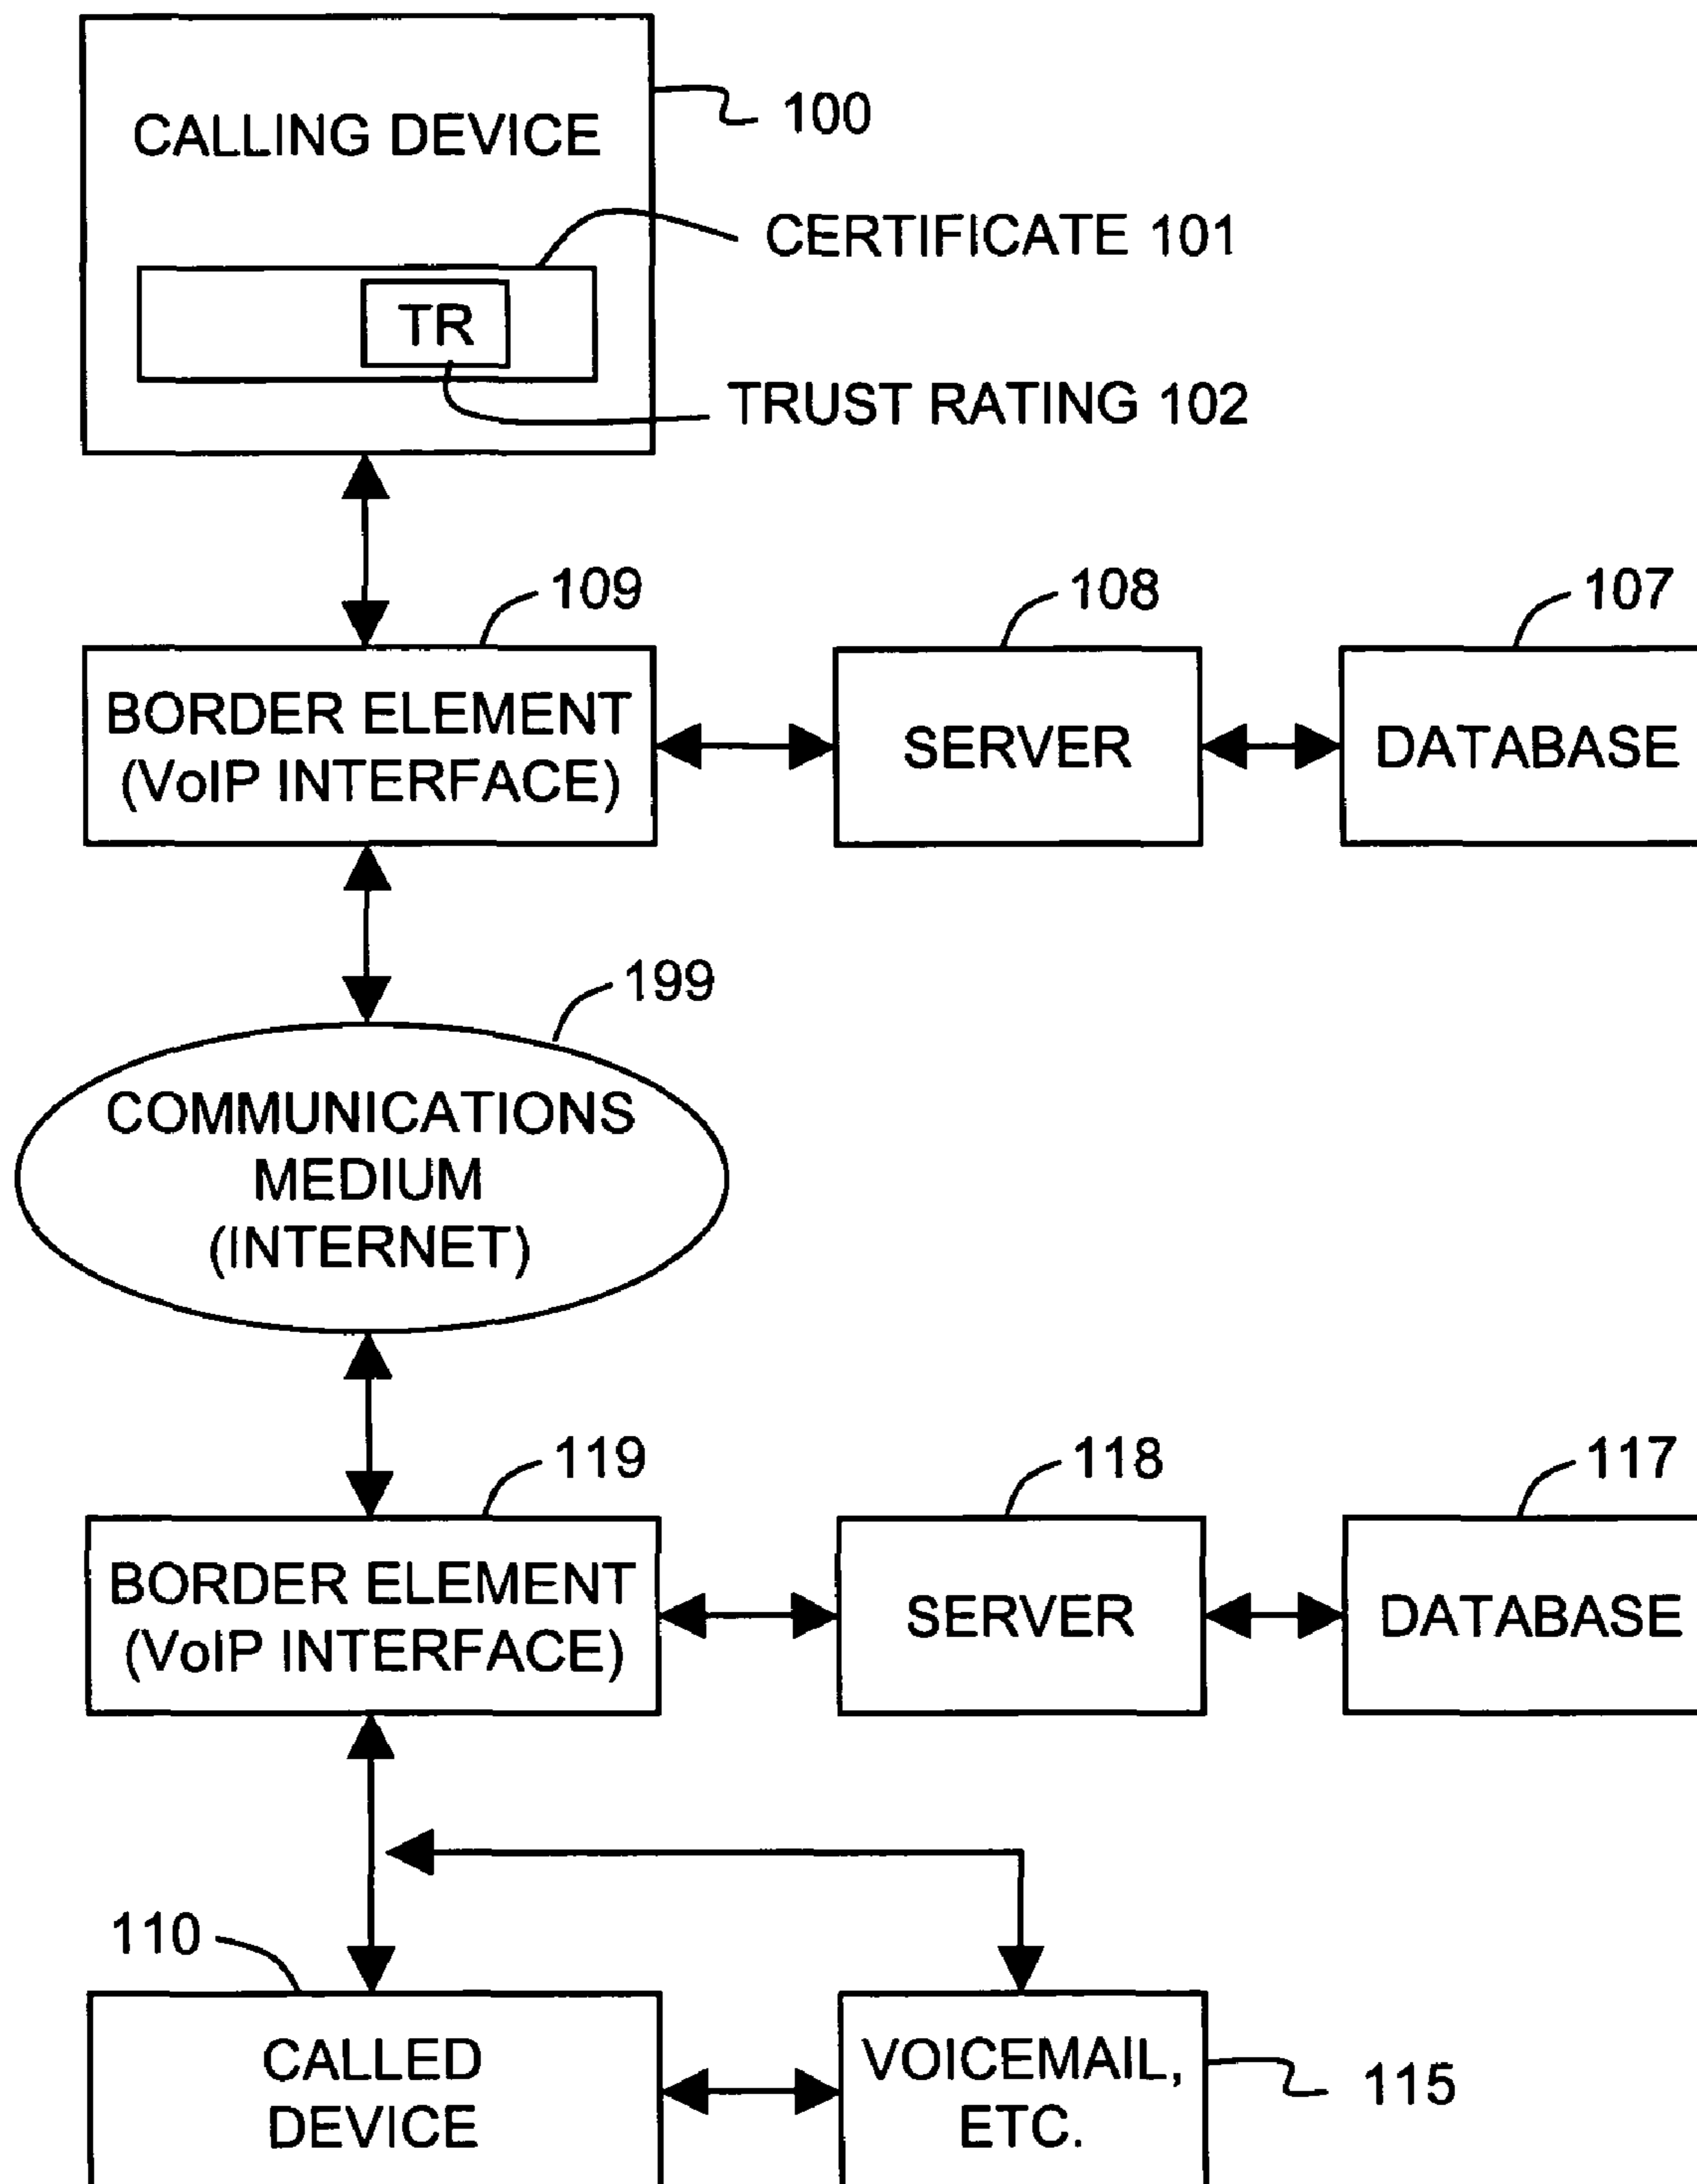 CALLING DEVICE
100
CERTIFICATE 101
TR
TRUST RATING 102
109
108
107
BORDER ELEMENT
(VoIP INTERFACE)
SERVER
DATABASE
199
COMMUNICATIONS
MEDIUM
(INTERNET)
119
118
117
BORDER ELEMENT
(VoIP INTERFACE)
SERVER
DATABASE
110
CALLED
DEVICE
VOICEMAIL,
ETC.
115